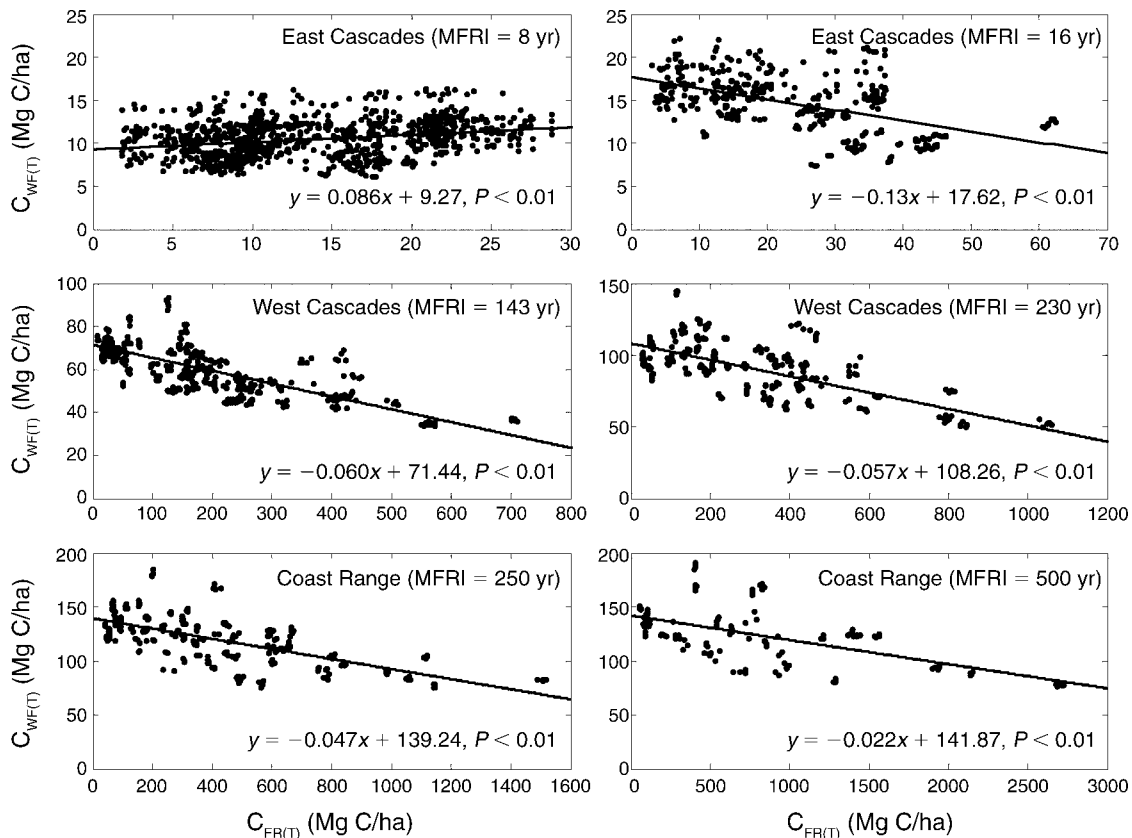 25
20
15
10
5
0
C_WF(T) (Mg C/ha)
East Cascades (MFRI = 8 yr)
y = 0.086x + 9.27, P < 0.01
0 5 10 15 20 25 30
25
20
15
10
5
0
East Cascades (MFRI = 16 yr)
y = −0.13x + 17.62, P < 0.01
0 10 20 30 40 50 60 70
100
80
60
40
20
0
C_WF(T) (Mg C/ha)
West Cascades (MFRI = 143 yr)
y = −0.060x + 71.44, P < 0.01
0 100 200 300 400 500 600 700 800
150
100
50
0
West Cascades (MFRI = 230 yr)
y = −0.057x + 108.26, P < 0.01
0 200 400 600 800 1000 1200
200
150
100
50
0
C_WF(T) (Mg C/ha)
Coast Range (MFRI = 250 yr)
y = −0.047x + 139.24, P < 0.01
0 200 400 600 800 1000 1200 1400 1600
C_FR(T) (Mg C/ha)
200
150
100
50
0
Coast Range (MFRI = 500 yr)
y = −0.022x + 141.87, P < 0.01
0 500 1000 1500 2000 2500 3000
C_FR(T) (Mg C/ha)